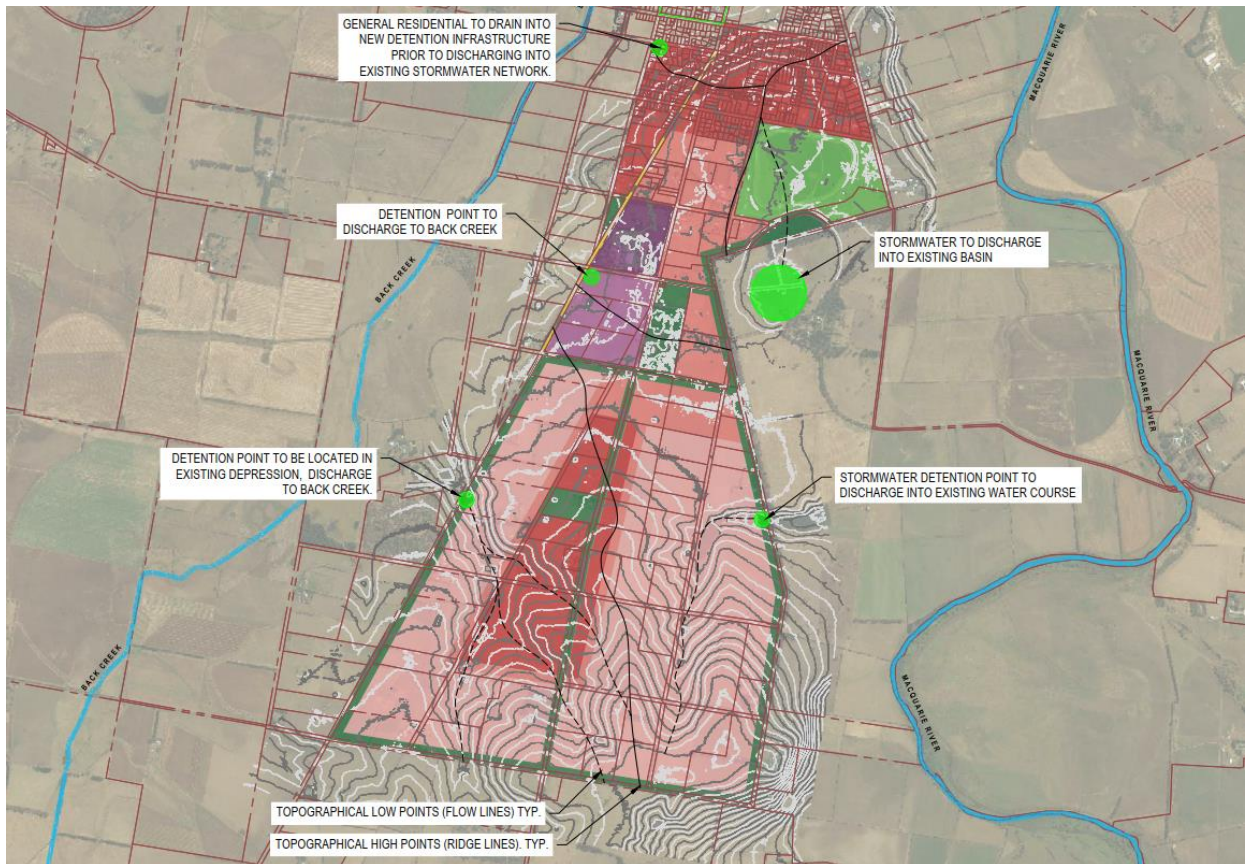 GENERAL RESIDENTIAL TO DRAIN INTO
NEW DETENTION INFRASTRUCTURE
PRIOR TO DISCHARGING INTO
EXISTING STORMWATER NETWORK.
MACQUARIE RIVER
DETENTION POINT TO
DISCHARGE TO BACK CREEK
STORMWATER TO DISCHARGE
INTO EXISTING BASIN
BACK CREEK
MACQUARIE RIVER
DETENTION POINT TO BE LOCATED IN
EXISTING DEPRESSION, DISCHARGE
TO BACK CREEK.
STORMWATER DETENTION POINT TO
DISCHARGE INTO EXISTING WATER COURSE
BACK CREEK
MACQUARIE RIVER
TOPOGRAPHICAL LOW POINTS (FLOW LINES) TYP.
TOPOGRAPHICAL HIGH POINTS (RIDGE LINES). TYP.